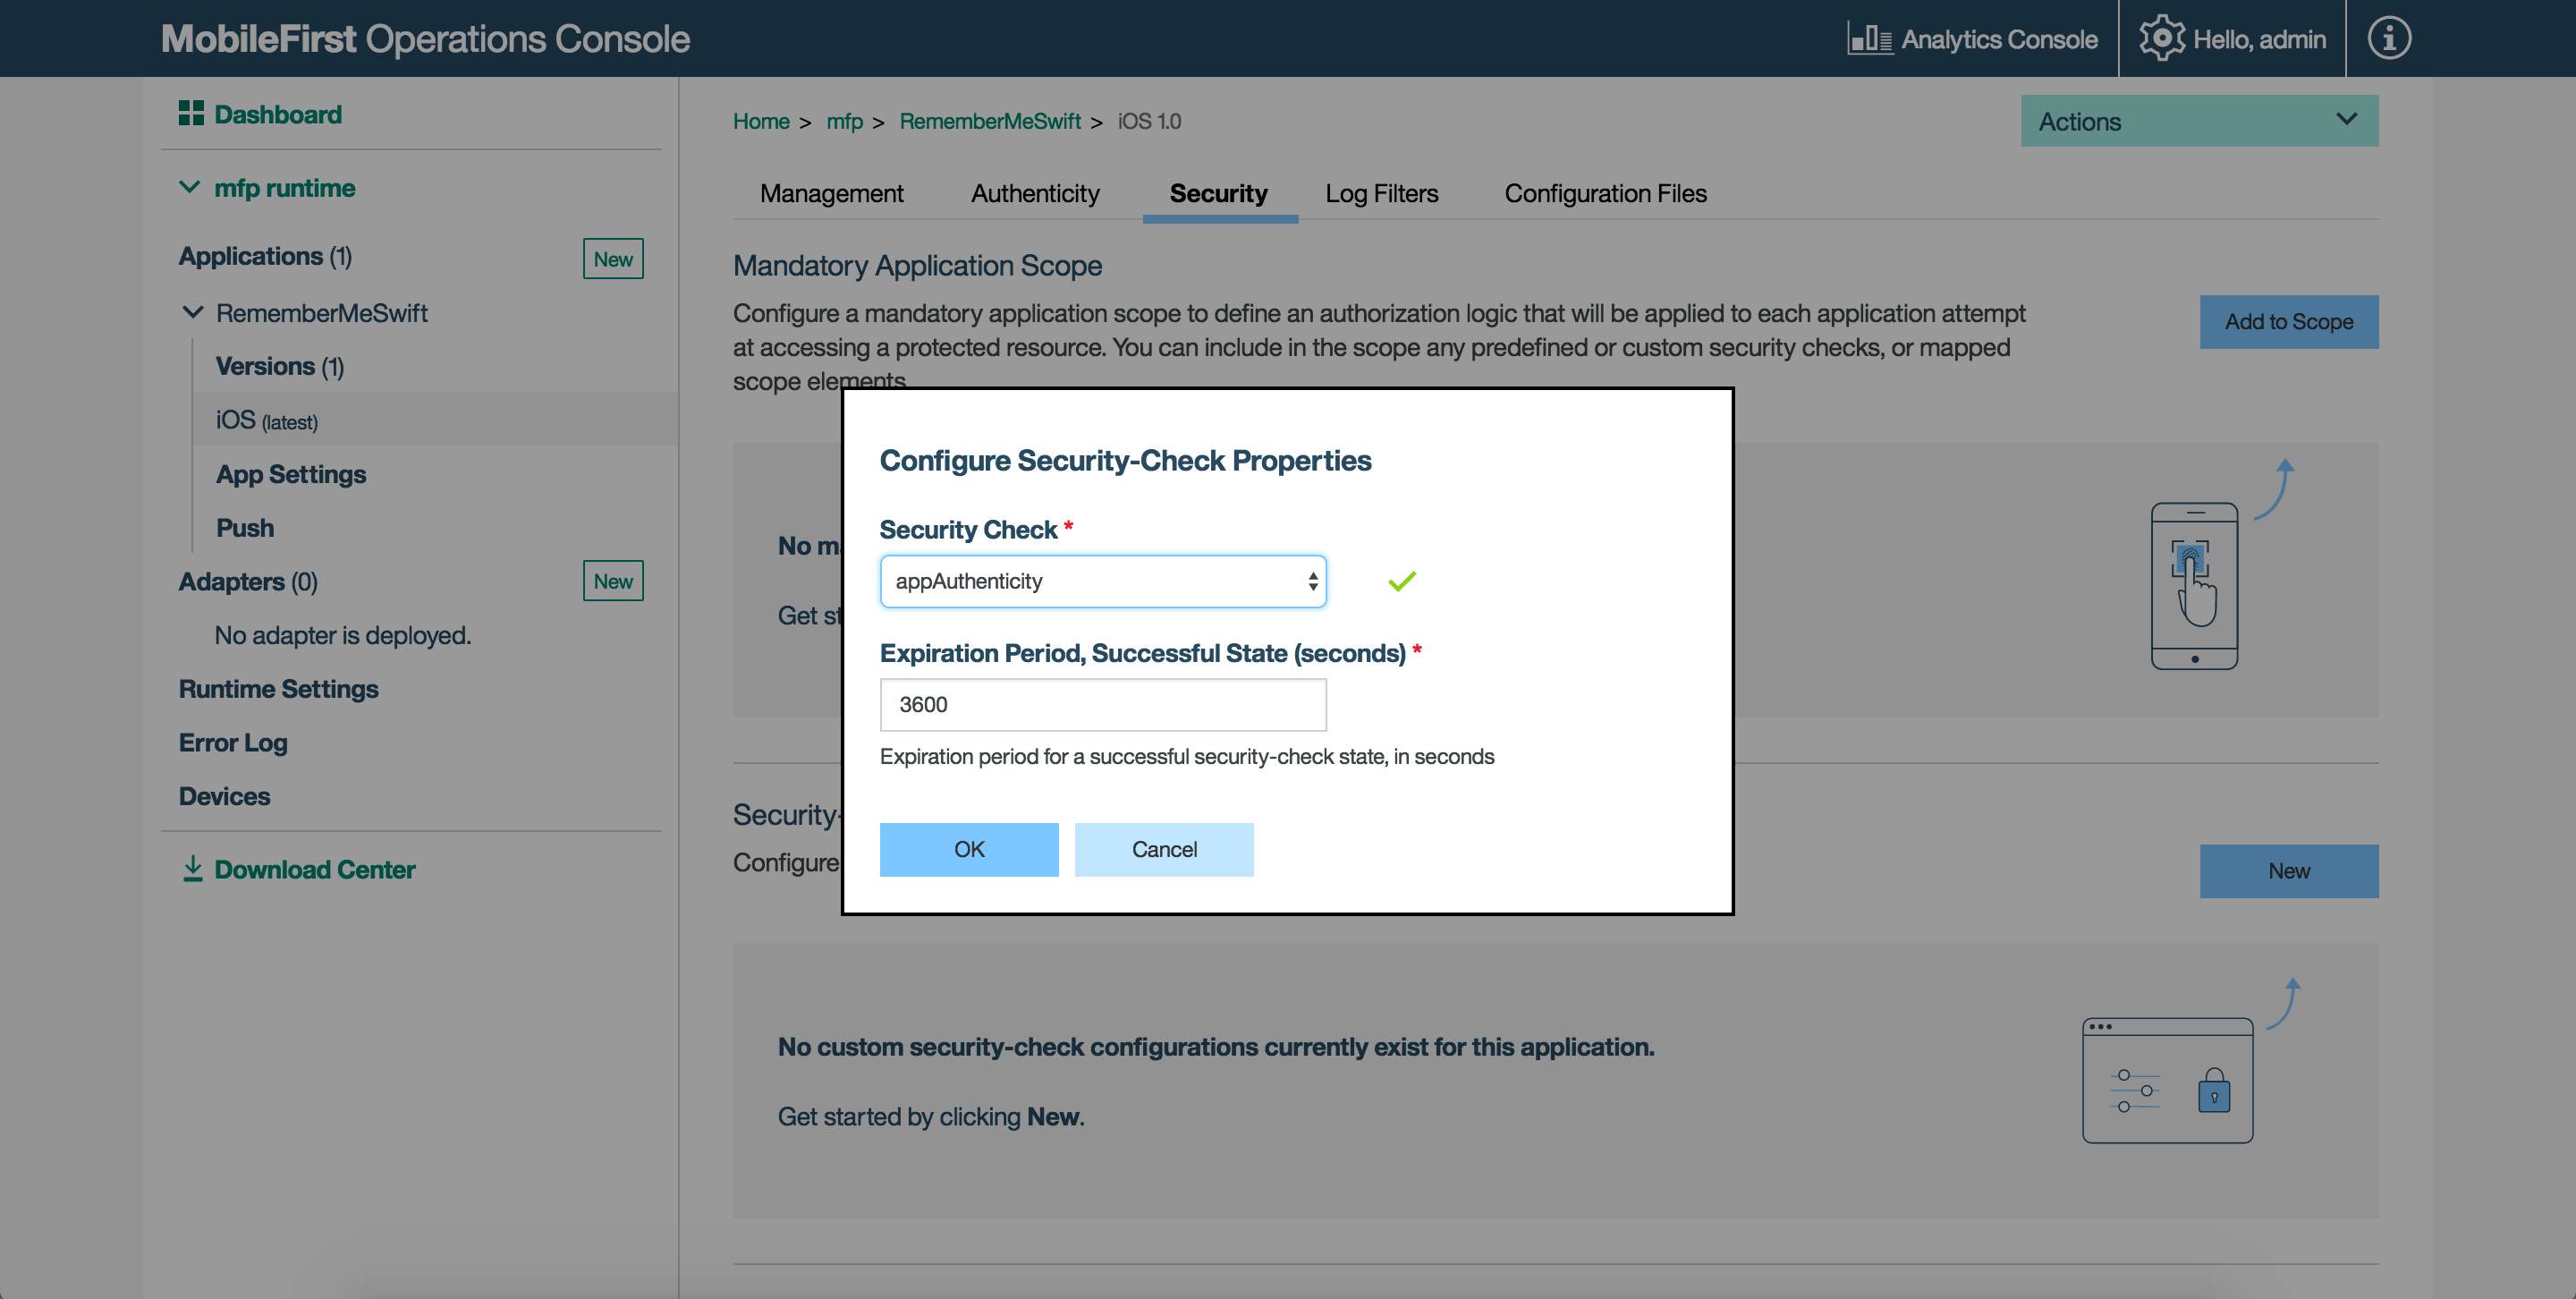 MobileFirst Operations Console
Analytics Console
Hello, admin
Dashboard
mfp runtime
Applications (1)
New
RememberMeSwift
Versions (1)
iOS (latest)
App Settings
Push
Adapters (0)
New
No adapter is deployed.
Runtime Settings
Error Log
Devices
Download Center
Home > mfp > RememberMeSwift > iOS 1.0
Actions
Management Authenticity Security Log Filters Configuration Files
Mandatory Application Scope
Configure a mandatory application scope to define an authorization logic that will be applied to each application attempt
at accessing a protected resource. You can include in the scope any predefined or custom security checks, or mapped
scope elements
Add to Scope
No
Get
Configure Security-Check Properties
Security Check *
appAuthenticity
Expiration Period, Successful State (seconds) *
3600
Expiration period for a successful security-check state, in seconds
OK
Cancel
Security-
Configure
New
No custom security-check configurations currently exist for this application.
Get started by clicking New.